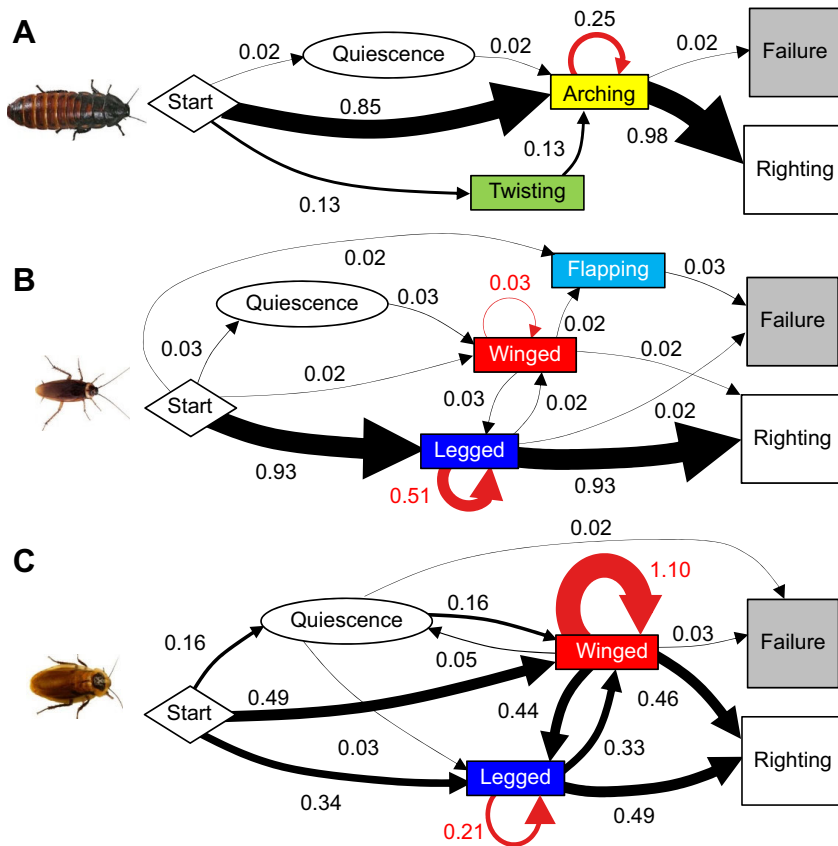 A
0.02
Quiescence
0.02
0.25
0.02
Failure
Start
0.85
Arching
0.98
0.13
Twisting
0.13
Righting
B
0.02
Flapping
0.03
Quiescence
0.03
0.03
0.02
Failure
0.03
0.02
Winged
0.02
Start
0.03
0.02
0.02
Legged
Righting
0.93
0.51
0.93
C
0.02
1.10
Quiescence
0.16
0.16
0.03
Failure
0.05
Winged
Start
0.49
0.44
0.46
0.03
0.33
Righting
0.34
Legged
0.49
0.21